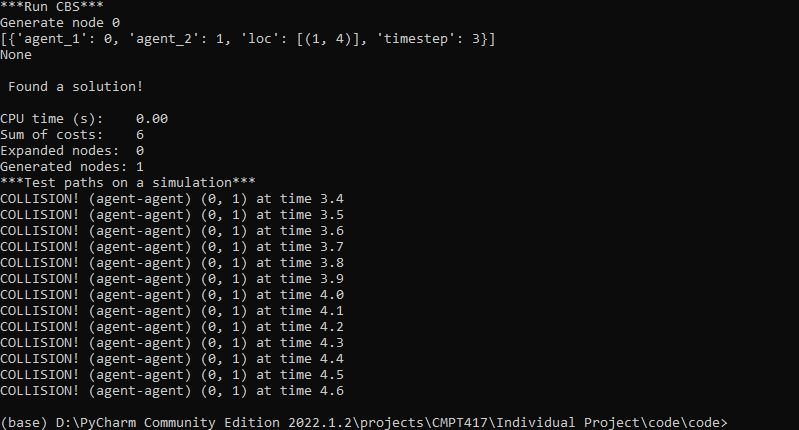 ***Run CBS***
Generate node 0
[{'agent_1': 0, 'agent_2': 1, 'loc': [(1, 4)], 'timestep': 3}]
None
Found a solution!
CPU time (s):    0.00
Sum of costs:    6
Expanded nodes:  0
Generated nodes: 1
***Test paths on a simulation***
COLLISION! (agent-agent) (0, 1) at time 3.4
COLLISION! (agent-agent) (0, 1) at time 3.5
COLLISION! (agent-agent) (0, 1) at time 3.6
COLLISION! (agent-agent) (0, 1) at time 3.7
COLLISION! (agent-agent) (0, 1) at time 3.8
COLLISION! (agent-agent) (0, 1) at time 3.9
COLLISION! (agent-agent) (0, 1) at time 4.0
COLLISION! (agent-agent) (0, 1) at time 4.1
COLLISION! (agent-agent) (0, 1) at time 4.2
COLLISION! (agent-agent) (0, 1) at time 4.3
COLLISION! (agent-agent) (0, 1) at time 4.4
COLLISION! (agent-agent) (0, 1) at time 4.5
COLLISION! (agent-agent) (0, 1) at time 4.6
(base) D:\PyCharm Community Edition 2022.1.2\projects\CMPT417\Individual Project\code\code>